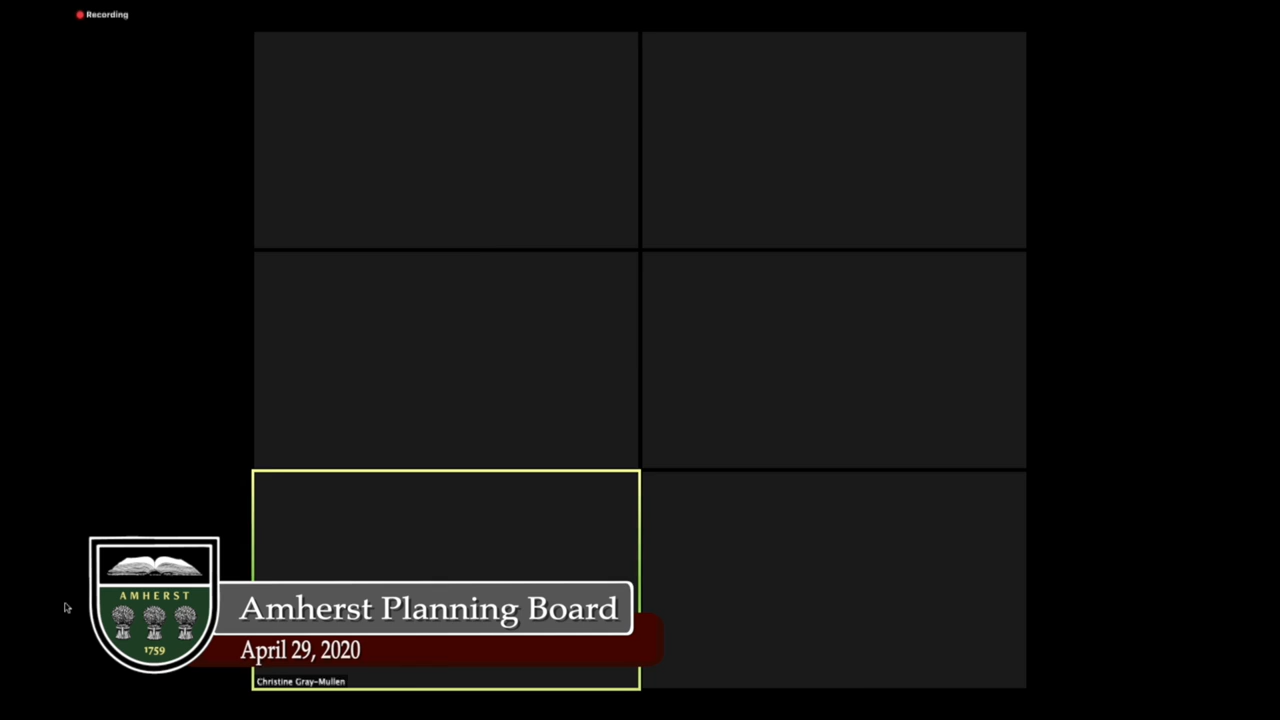 Recording
AMHERST
1759
Amherst Planning Board
April 29, 2020
Christine Gray-Mullen